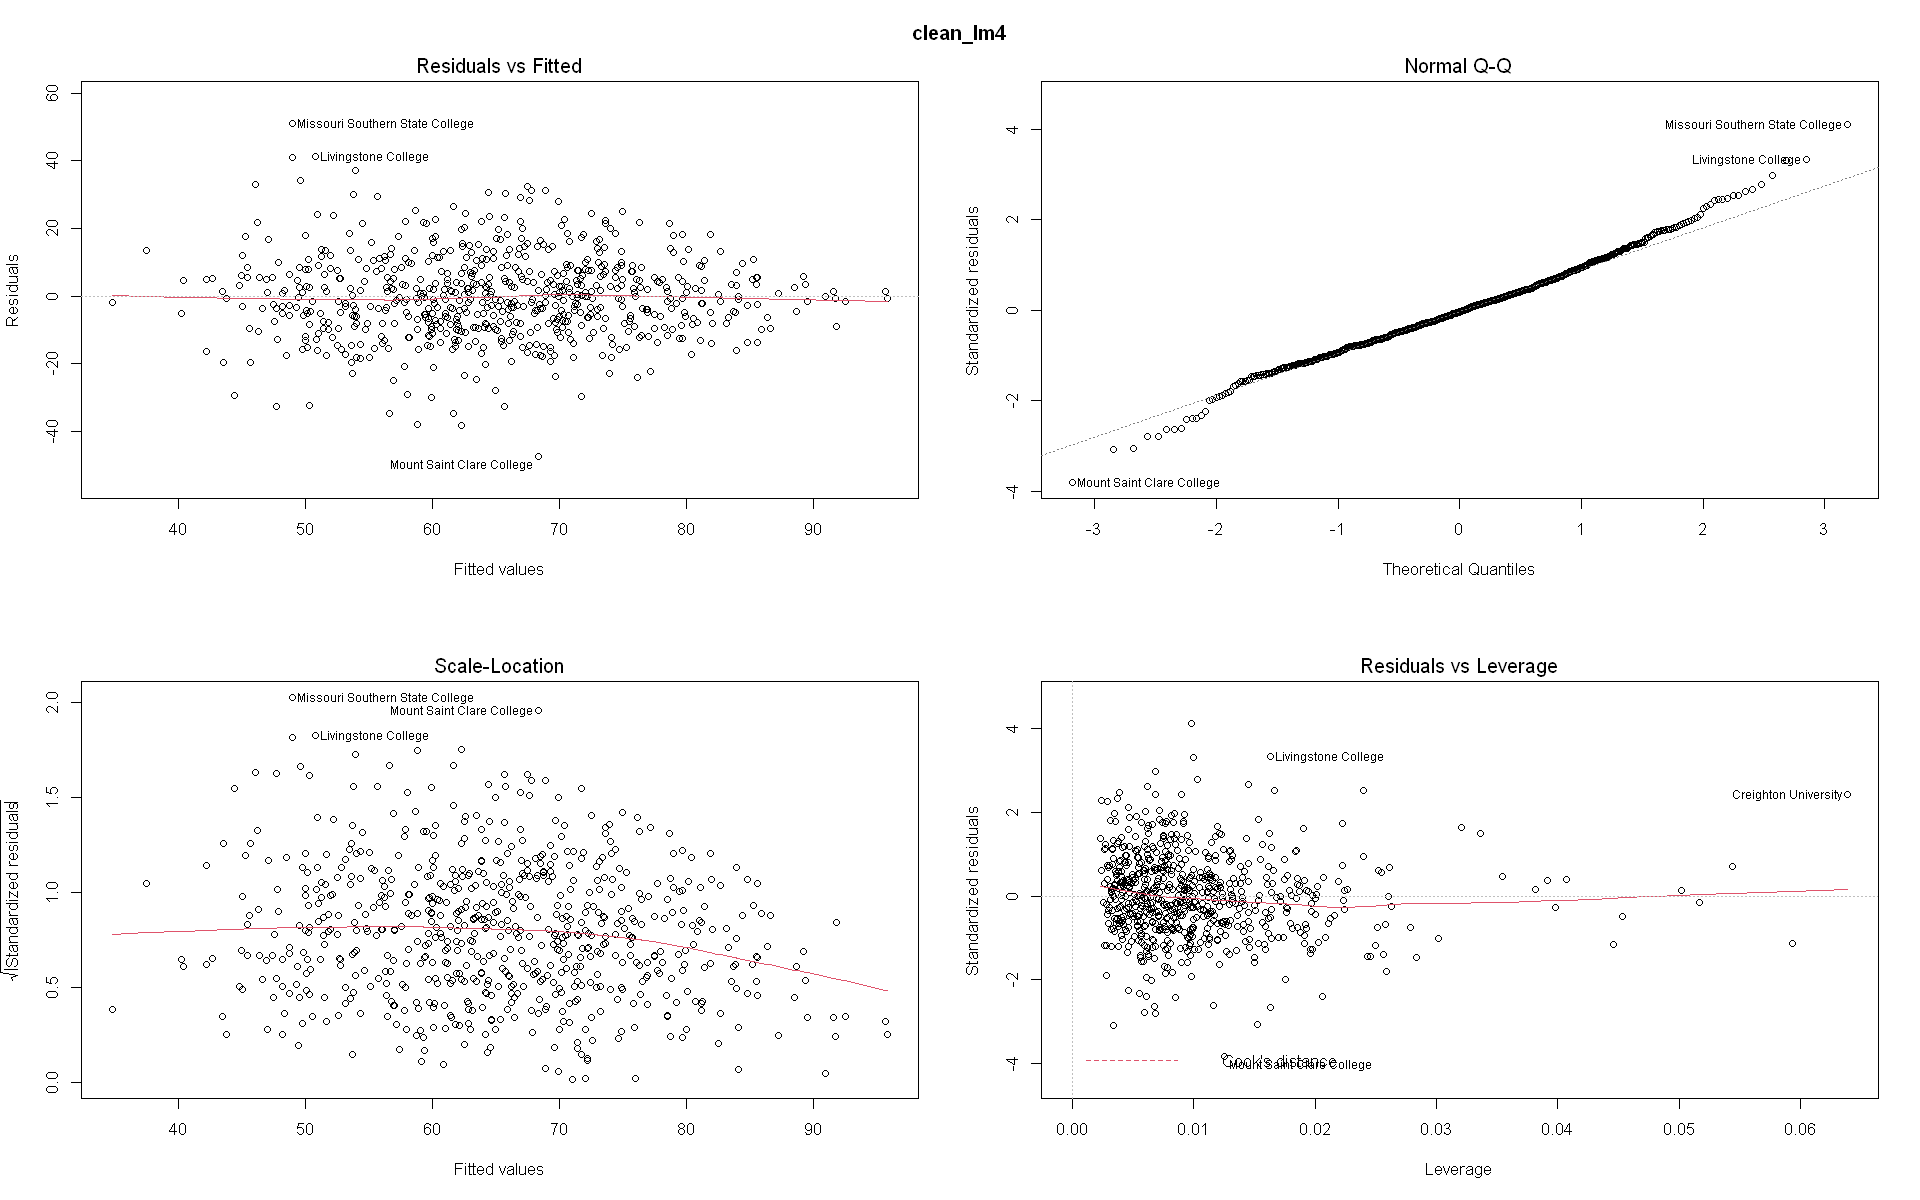 clean_lm4
Residuals vs Fitted
60
40
20
0
-20
-40
Residuals
Missouri Southern State College
Livingstone College
Mount Saint Clare College
40 50 60 70 80 90
Fitted values
Normal Q-Q
4
2
0
-2
-4
Standardized residuals
Missouri Southern State College
Livingstone College
Mount Saint Clare College
-3 -2 -1 0 1 2 3
Theoretical Quantiles
Scale-Location
2.0
1.5
1.0
0.5
0.0
√|Standardized residuals|
Missouri Southern State College
Mount Saint Clare College
Livingstone College
40 50 60 70 80 90
Fitted values
Residuals vs Leverage
4
2
0
-2
-4
Standardized residuals
Livingstone College
Creighton University
Cook's distance
Mount Saint Clare College
0.00 0.01 0.02 0.03 0.04 0.05 0.06
Leverage